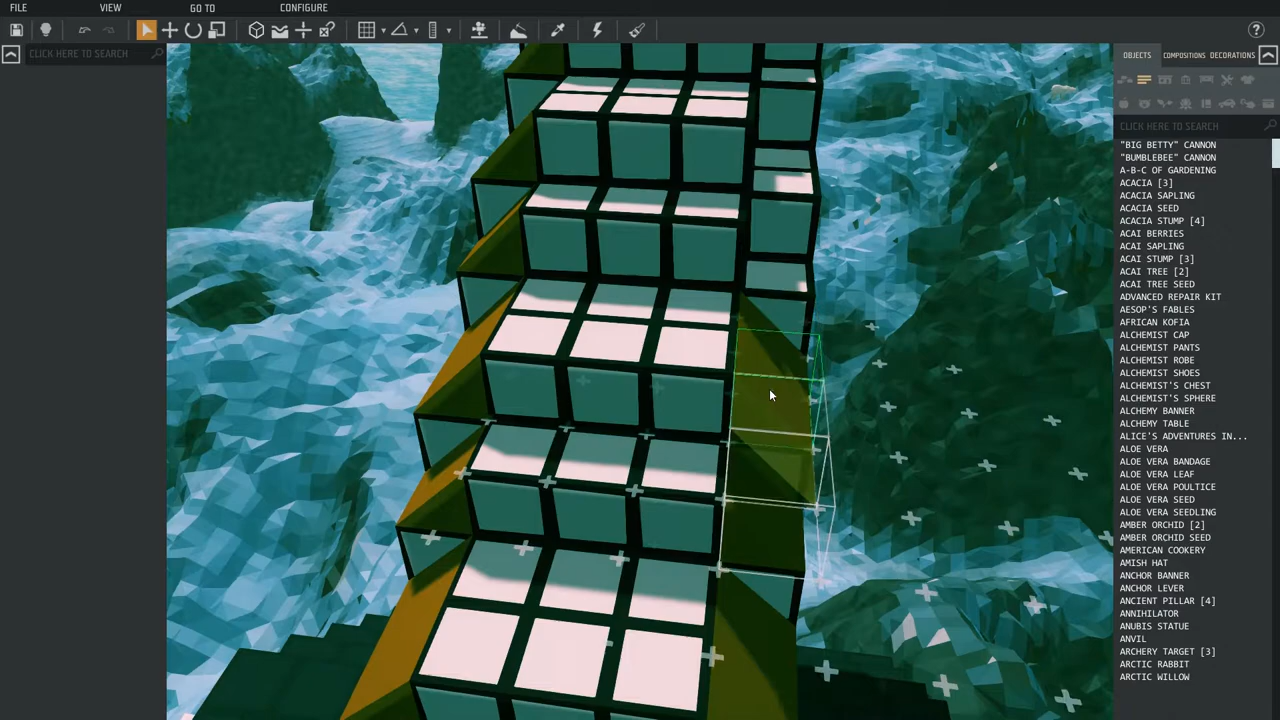 FILE VIEW GO TO CONFIGURE
CLICK HERE TO SEARCH
OBJECTS COMPOSITIONS DECORATIONS
CLICK HERE TO SEARCH
"BIG BETTY" CANNON
"BUMBLEBEE" CANNON
A-B-C OF GARDENING
ACACIA [3]
ACACIA SAPLING
ACACIA SEED
ACACIA STUMP [4]
ACAI BERRIES
ACAI SAPLING
ACAI STUMP [3]
ACAI TREE [2]
ACAI TREE SEED
ADVANCED REPAIR KIT
AESOP'S FABLES
AFRICAN KOFIA
ALCHEMIST CAP
ALCHEMIST PANTS
ALCHEMIST ROBE
ALCHEMIST SHOES
ALCHEMIST'S CHEST
ALCHEMIST'S SPHERE
ALCHEMY BANNER
ALCHEMY TABLE
ALICE'S ADVENTURES IN...
ALOE VERA
ALOE VERA BANDAGE
ALOE VERA LEAF
ALOE VERA POULTICE
ALOE VERA SEED
ALOE VERA SEEDLING
AMBER ORCHID [2]
AMBER ORCHID SEED
AMERICAN COOKERY
AMISH HAT
ANCHOR BANNER
ANCHOR LEVER
ANCIENT PILLAR [4]
ANNIHILATOR
ANUBIS STATUE
ANVIL
ARCHERY TARGET [3]
ARCTIC RABBIT
ARCTIC WILLOW